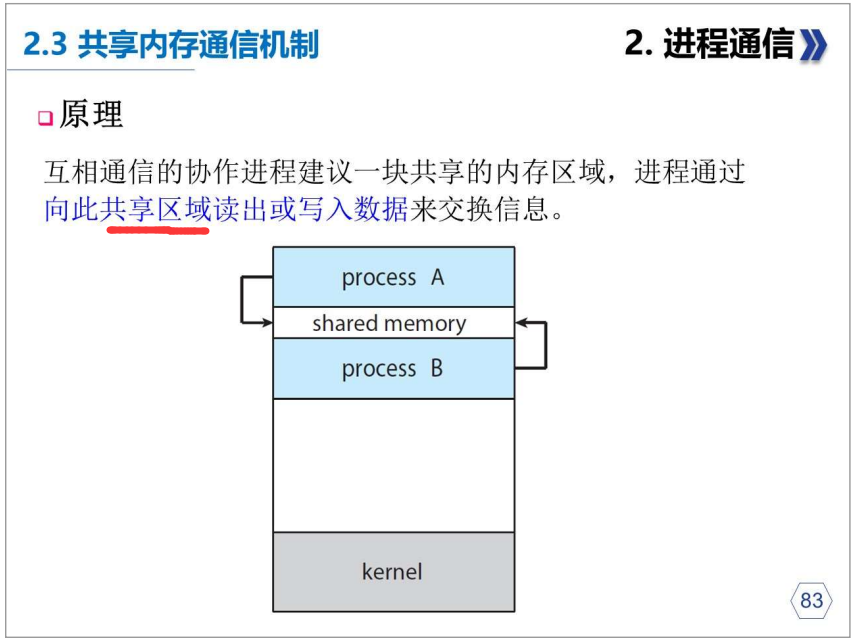 2.3 共享内存通信机制
2. 进程通信
原理
互相通信的协作进程建议一块共享的内存区域，进程通过
向此共享区域读出或写入数据来交换信息。
process A
shared memory
process B
kernel
83